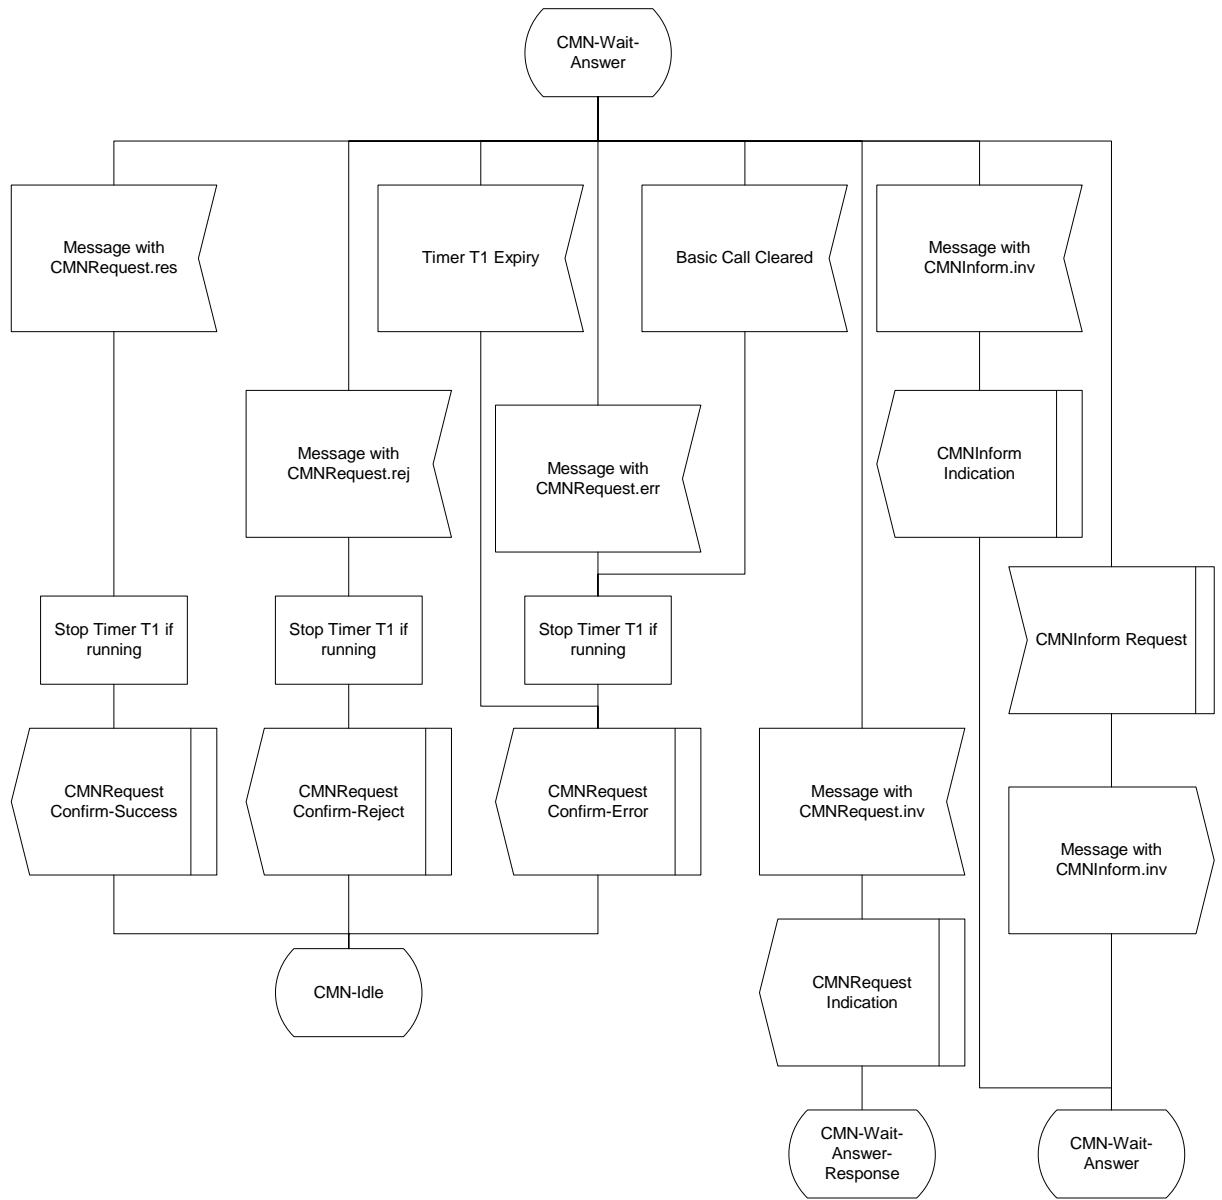 CMN-Wait-
Answer
Message with
CMNRequest.res
Timer T1 Expiry
Basic Call Cleared
Message with
CMNInform.inv
Message with
CMNRequest.rej
Message with
CMNRequest.err
CMNInform
Indication
Stop Timer T1 if
running
Stop Timer T1 if
running
Stop Timer T1 if
running
CMNInform Request
CMNRequest
Confirm-Success
CMNRequest
Confirm-Reject
CMNRequest
Confirm-Error
Message with
CMNRequest.inv
Message with
CMNInform.inv
CMN-Idle
CMNRequest
Indication
CMN-Wait-
Answer-
Response
CMN-Wait-
Answer